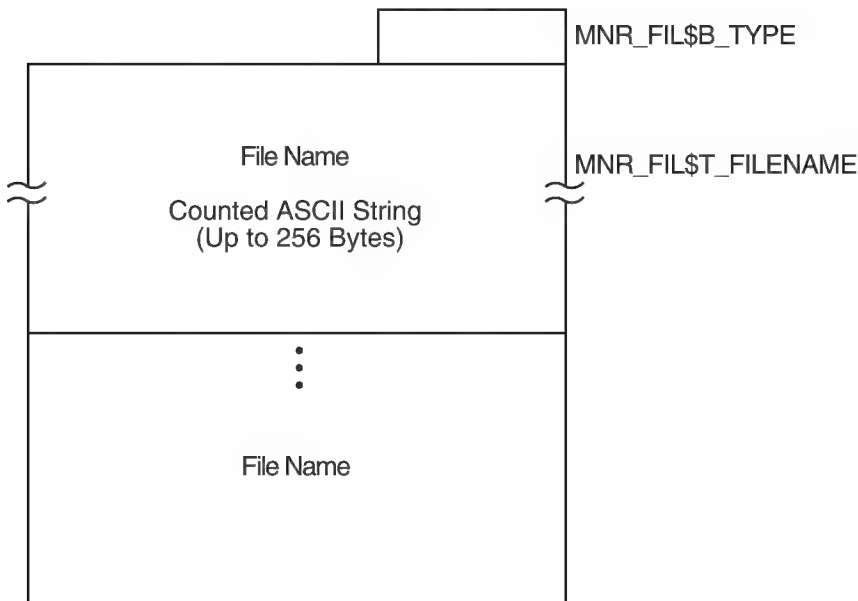 MNR_FIL$B_TYPE
File Name
MNR_FIL$T_FILENAME
Counted ASCII String
(Up to 256 Bytes)
File Name